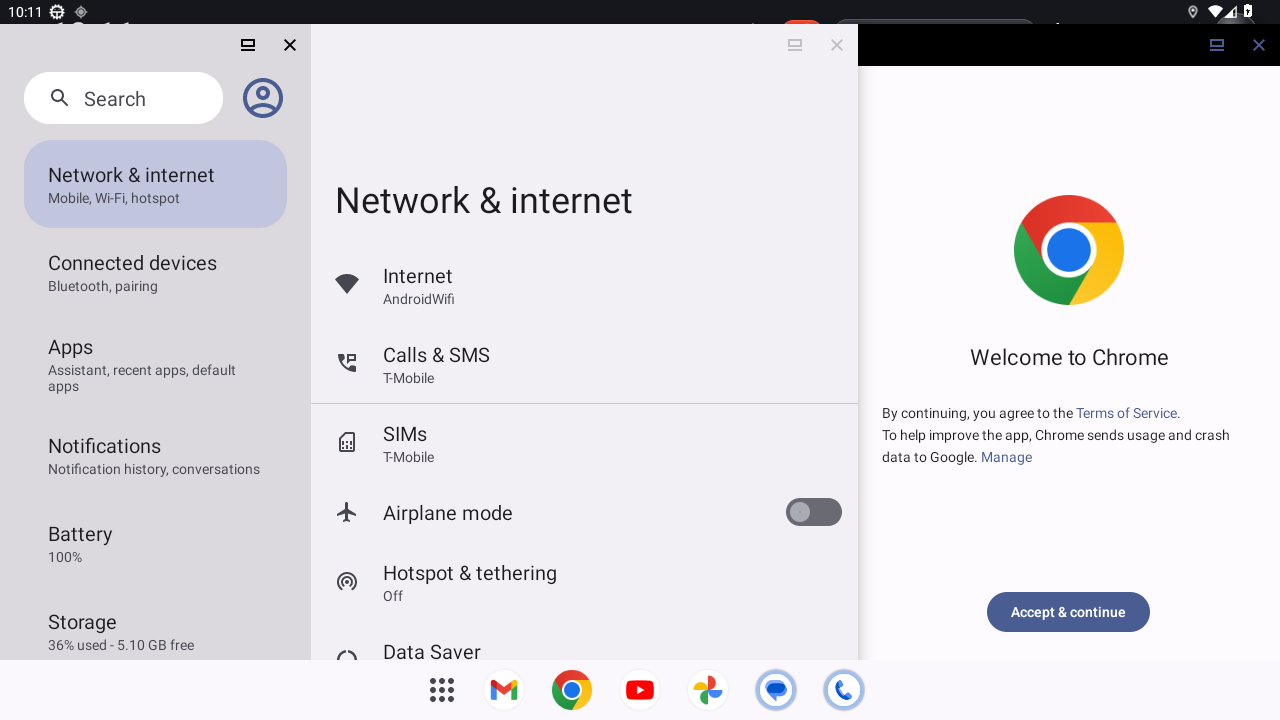 10:11
Search
Network & internet
Mobile, Wi-Fi, hotspot
Connected devices
Bluetooth, pairing
Apps
Assistant, recent apps, default
apps
Notifications
Notification history, conversations
Battery
100%
Storage
36% used - 5.10 GB free
Network & internet
Internet
AndroidWifi
Calls & SMS
T-Mobile
SIMs
T-Mobile
Airplane mode
Hotspot & tethering
Off
Data Saver
Welcome to Chrome
By continuing, you agree to the Terms of Service.
To help improve the app, Chrome sends usage and crash
data to Google. Manage
Accept & continue